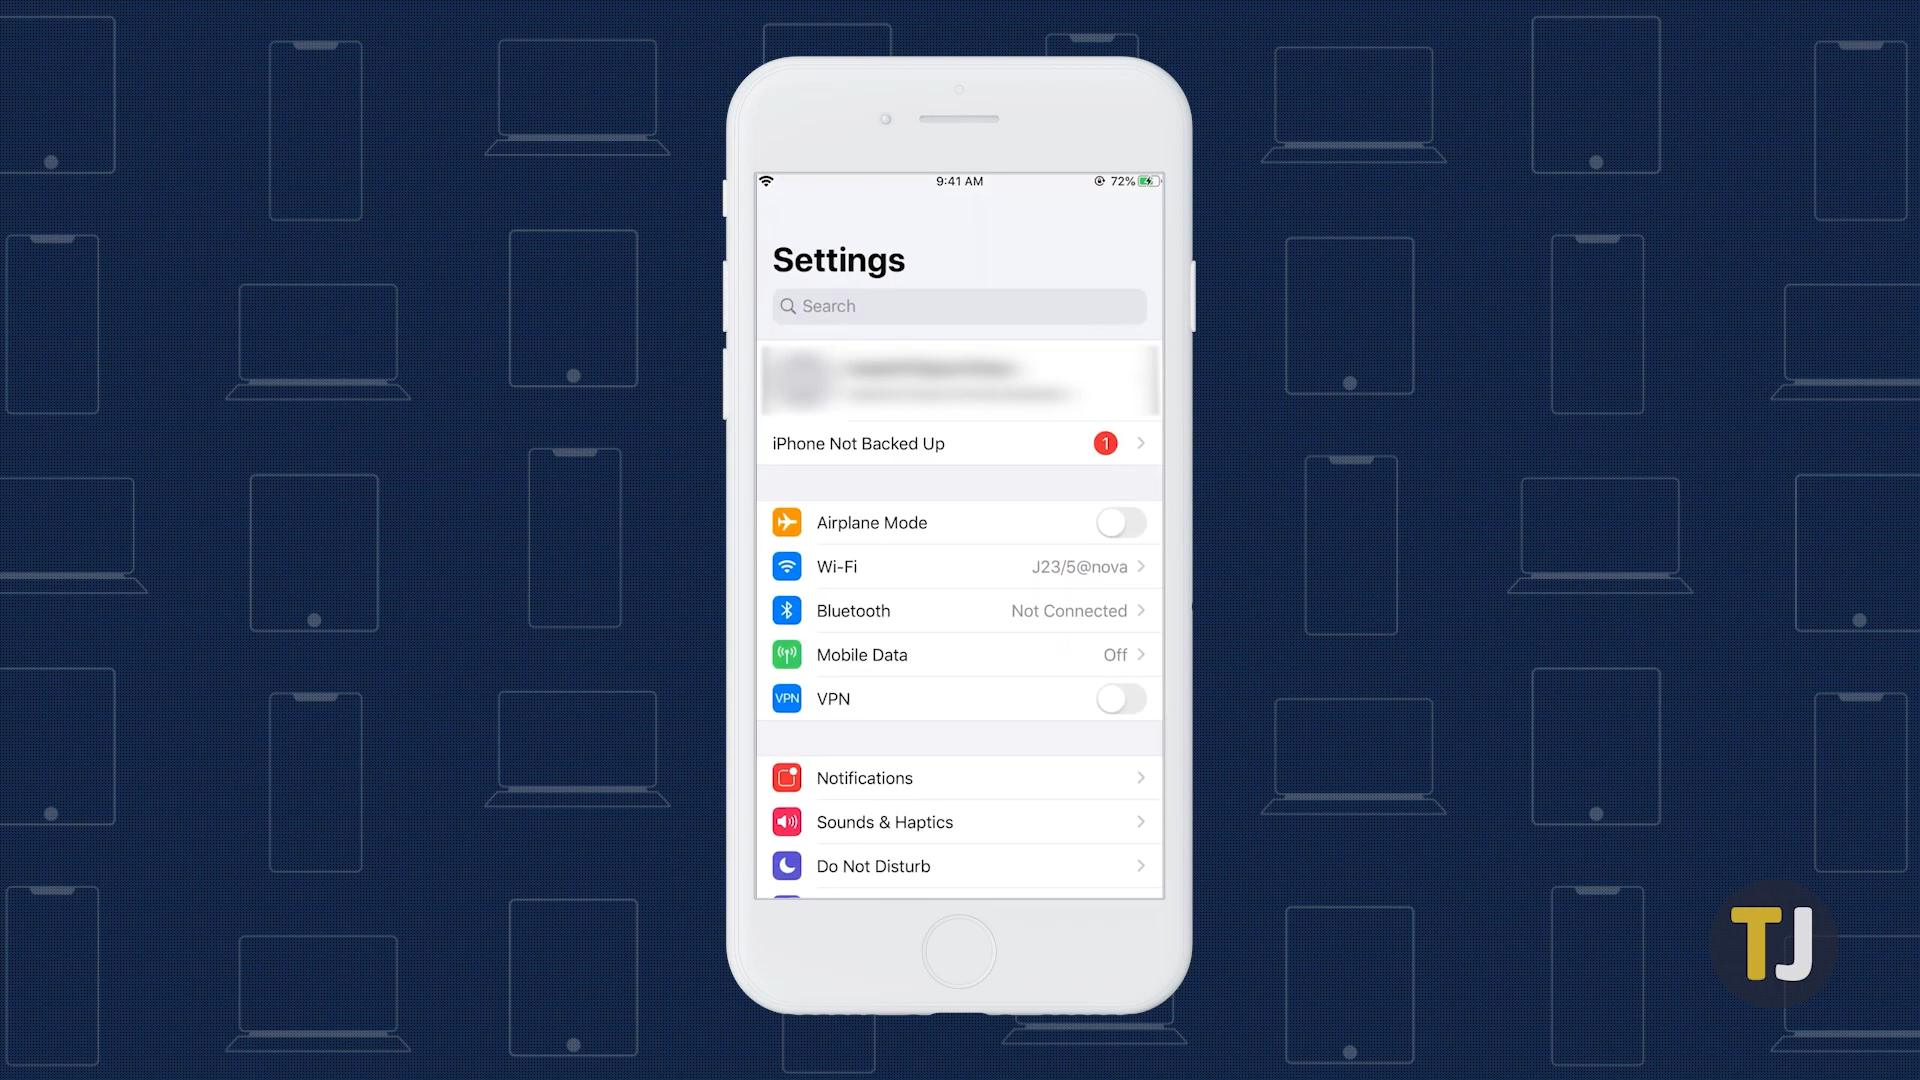 9:41 AM
72%
Settings
Search
iPhone Not Backed Up 1
Airplane Mode
Wi-Fi J23/5@nova
Bluetooth Not Connected
Mobile Data Off
VPN VPN
Notifications
Sounds & Haptics
Do Not Disturb
TJ